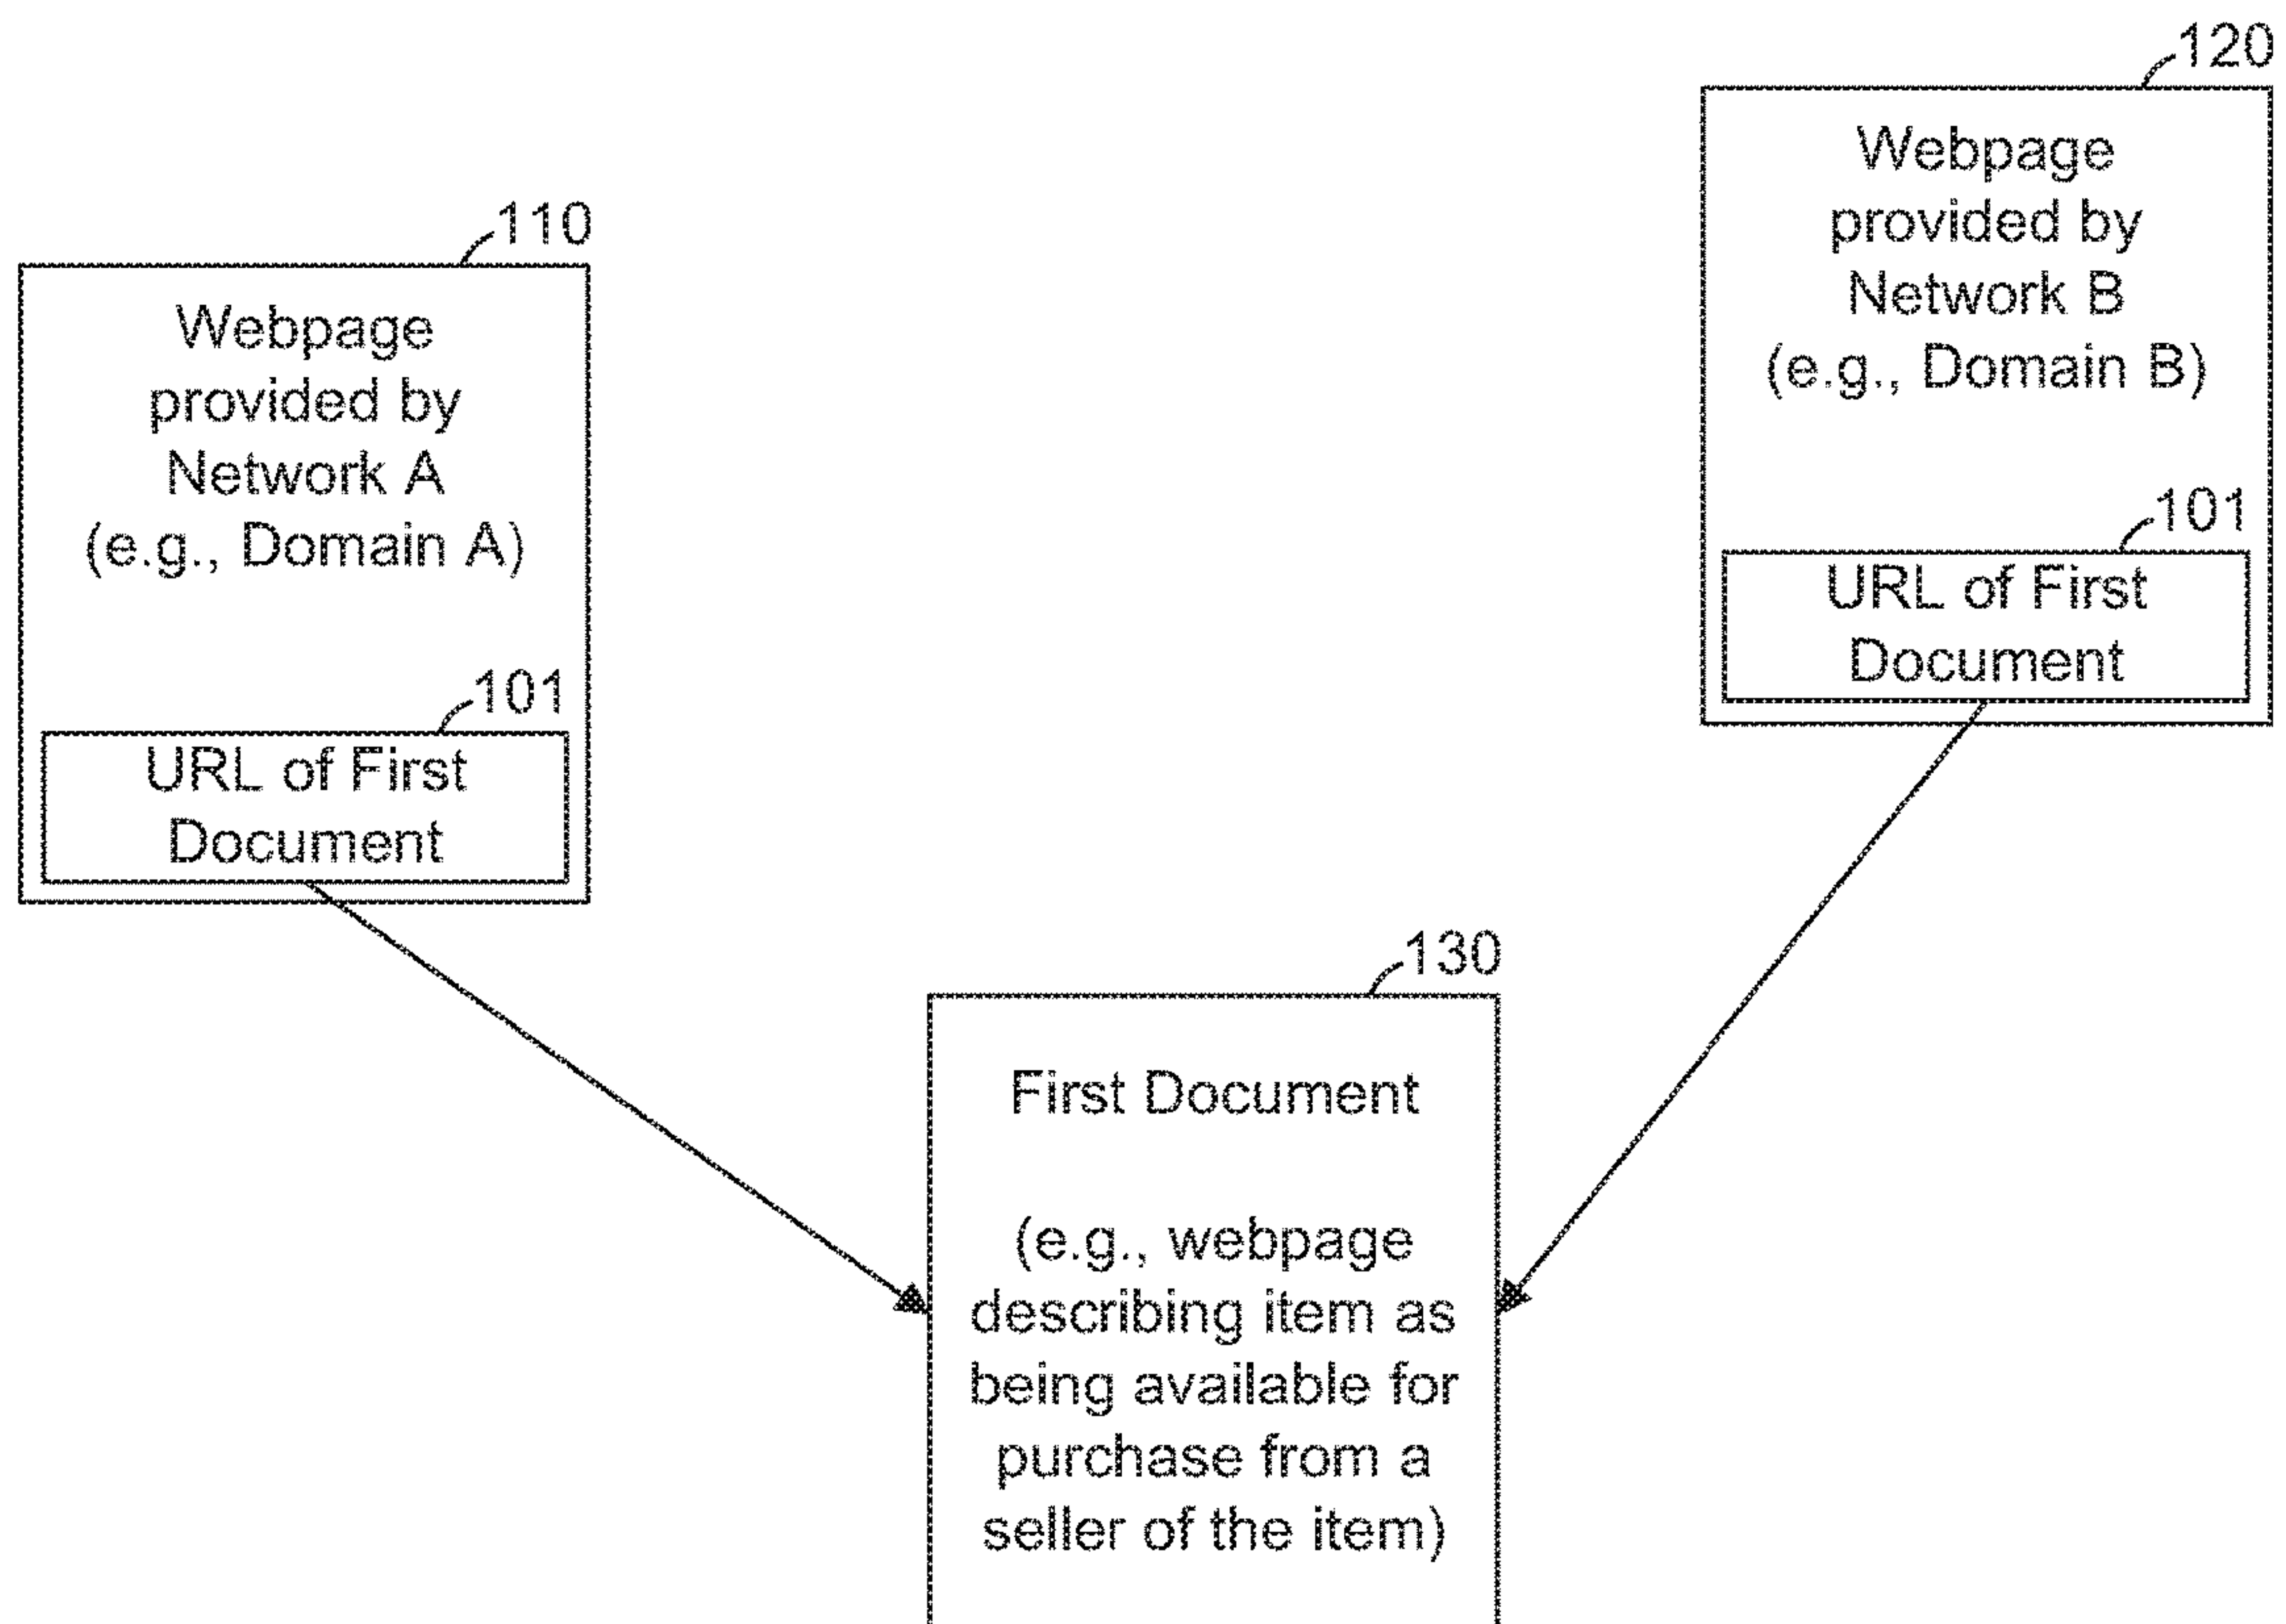 110
Webpage
provided by
Network A
(e.g., Domain A)
101
URL of First
Document
120
Webpage
provided by
Network B
(e.g., Domain B)
101
URL of First
Document
130
First Document
(e.g., webpage
describing item as
being available for
purchase from a
seller of the item)